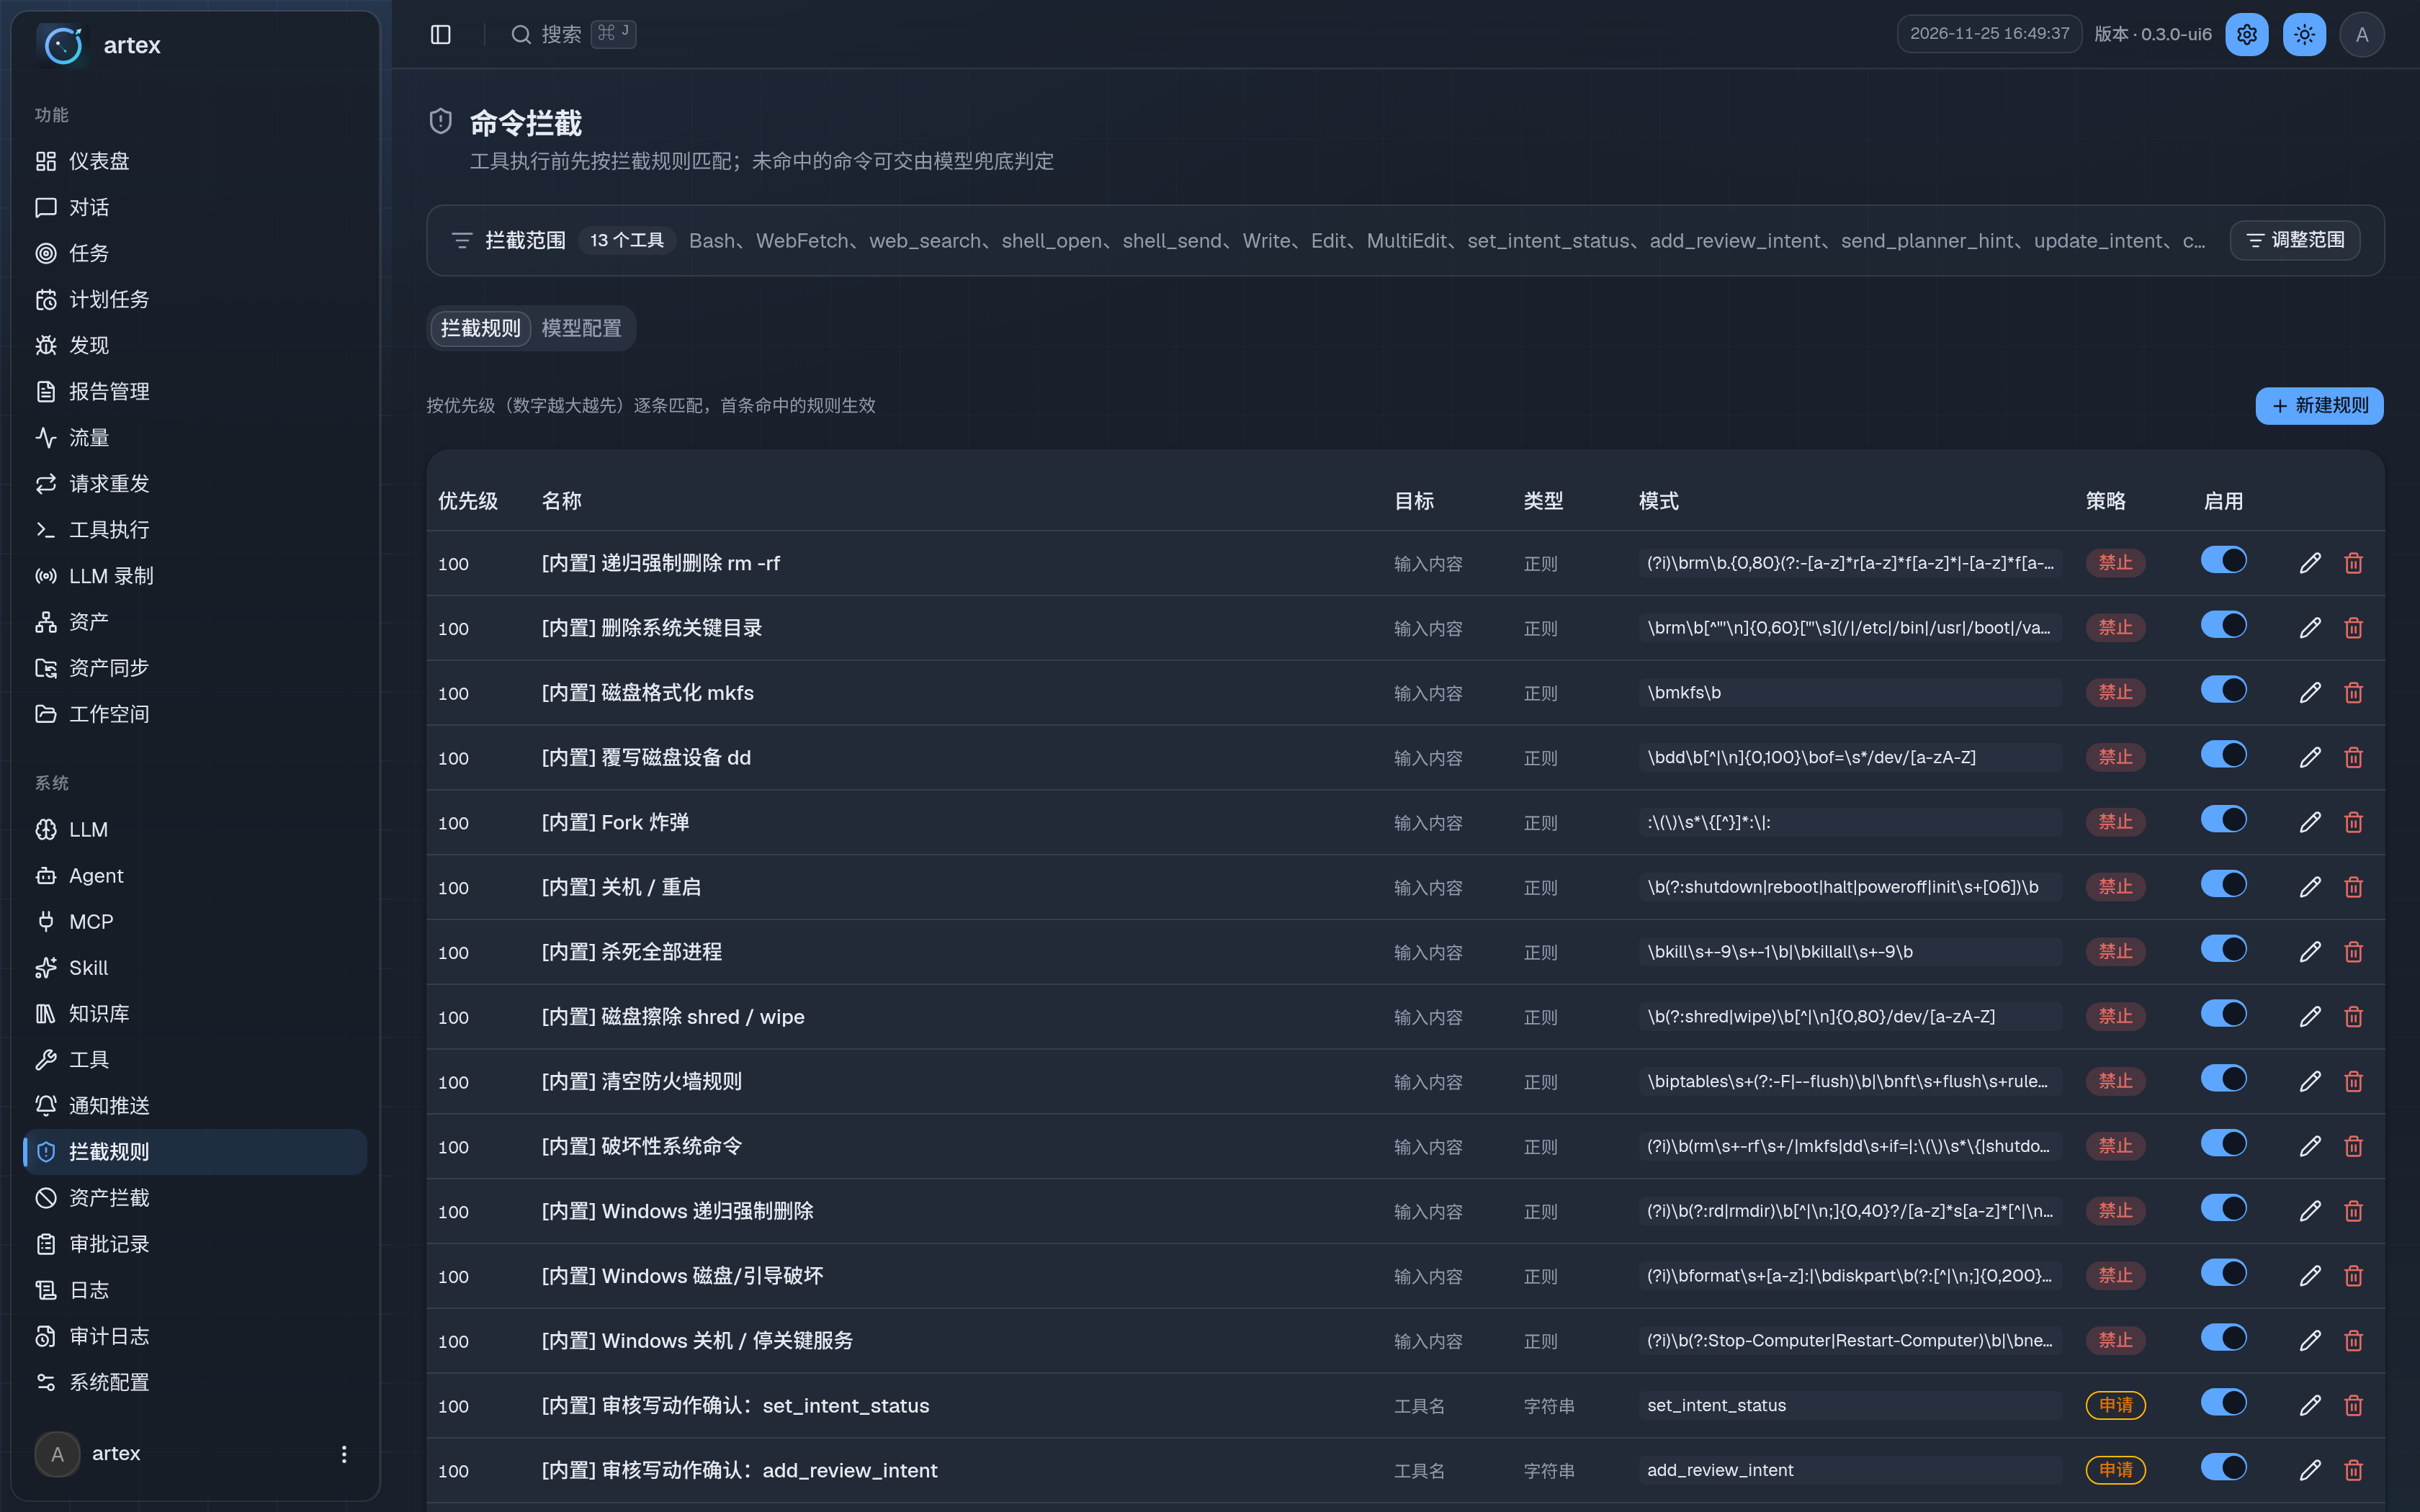 artex
功能
仪表盘
对话
任务
计划任务
发现
报告管理
流量
请求重发
工具执行
LLM 录制
资产
资产同步
工作空间
系统
LLM
Agent
MCP
Skill
知识库
工具
通知推送
拦截规则
资产拦截
审批记录
日志
审计日志
系统配置
A artex
搜索 ⌘ J
2026-11-25 16:49:37 版本 · 0.3.0-ui6 A
命令拦截
工具执行前先按拦截规则匹配；未命中的命令可交由模型兜底判定
拦截范围 13 个工具 Bash、WebFetch、web_search、shell_open、shell_send、Write、Edit、MultiEdit、set_intent_status、add_review_intent、send_planner_hint、update_intent、c... 调整范围
拦截规则 模型配置
按优先级（数字越大越先）逐条匹配，首条命中的规则生效 + 新建规则
优先级 名称 目标 类型 模式 策略 启用
100 [内置] 递归强制删除 rm -rf 输入内容 正则 (?i)\brm\b.{0,80}(?:-[a-z]*r[a-z]*f[a-z]*|-[a-z]*f[a-... 禁止
100 [内置] 删除系统关键目录 输入内容 正则 \brm\b[^"'\n]{0,60}["'\s](/|/etc|/bin|/usr|/boot|/va... 禁止
100 [内置] 磁盘格式化 mkfs 输入内容 正则 \bmkfs\b 禁止
100 [内置] 覆写磁盘设备 dd 输入内容 正则 \bdd\b[^|\n]{0,100}\bof=\s*/dev/[a-zA-Z] 禁止
100 [内置] Fork 炸弹 输入内容 正则 :\(\)\s*\{[^}]*:\|: 禁止
100 [内置] 关机 / 重启 输入内容 正则 \b(?:shutdown|reboot|halt|poweroff|init\s+[06])\b 禁止
100 [内置] 杀死全部进程 输入内容 正则 \bkill\s+-9\s+-1\b|\bkillall\s+-9\b 禁止
100 [内置] 磁盘擦除 shred / wipe 输入内容 正则 \b(?:shred|wipe)\b[^|\n]{0,80}/dev/[a-zA-Z] 禁止
100 [内置] 清空防火墙规则 输入内容 正则 \biptables\s+(?:-F|--flush)\b|\bnft\s+flush\s+rule... 禁止
100 [内置] 破坏性系统命令 输入内容 正则 (?i)\b(rm\s+-rf\s+/|mkfs|dd\s+if=|:\(\)\s*\{|shutdo... 禁止
100 [内置] Windows 递归强制删除 输入内容 正则 (?i)\b(?:rd|rmdir)\b[^|\n;]{0,40}?/[a-z]*s[a-z]*[^|\n... 禁止
100 [内置] Windows 磁盘/引导破坏 输入内容 正则 (?i)\bformat\s+[a-z]:|\bdiskpart\b(?:[^|\n;]{0,200}... 禁止
100 [内置] Windows 关机 / 停关键服务 输入内容 正则 (?i)\b(?:Stop-Computer|Restart-Computer)\b|\bne... 禁止
100 [内置] 审核写动作确认：set_intent_status 工具名 字符串 set_intent_status 申请
100 [内置] 审核写动作确认：add_review_intent 工具名 字符串 add_review_intent 申请